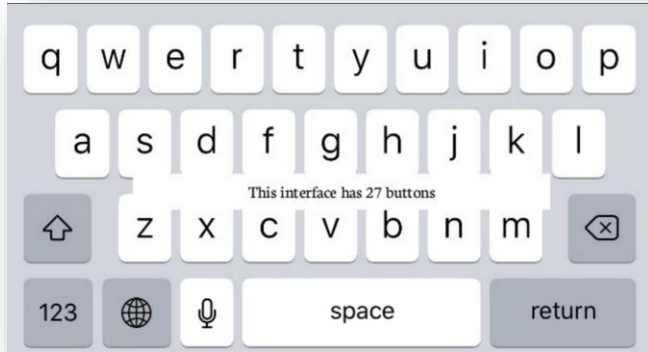 q w e r t y u i o p
a s d f g h j k l
This interface has 27 buttons
z x c v b n m
123 space return